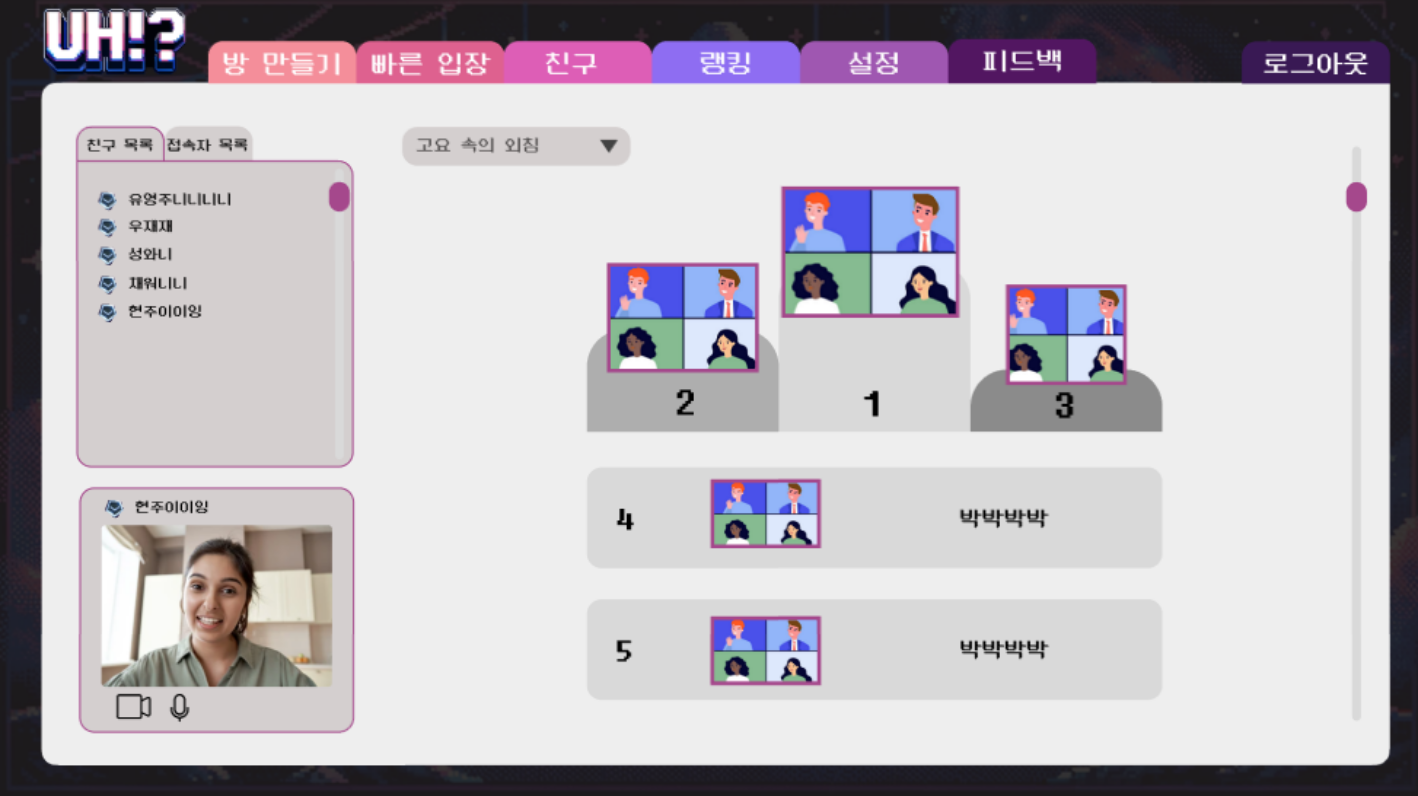 UH!?
방 만들기
빠른 입장
친구
랭킹
설정
피드백
로그아웃
친구 목록
접속자 목록
유영주니니니니
우재재
성와니
채워니니
현주이이잉
고요 속의 외침
2
1
3
4
박박박박
5
박박박박
현주이이잉